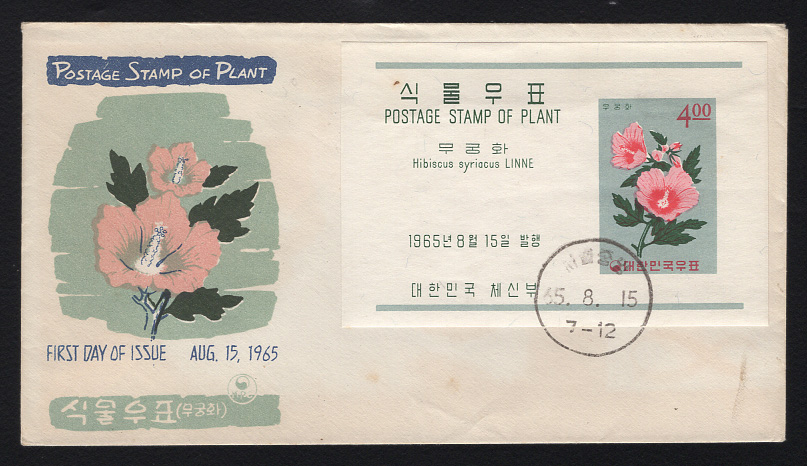 POSTAGE STAMP OF PLANT
FIRST DAY OF ISSUE AUG. 15, 1965
식물우표(무궁화)
식물우표
POSTAGE STAMP OF PLANT
무궁화
Hibiscus syriacus LINNE
1965년 8월 15일 발행
대한민국 체신부
무궁화
4.00
대한민국우표
65. 8. 15
7-12